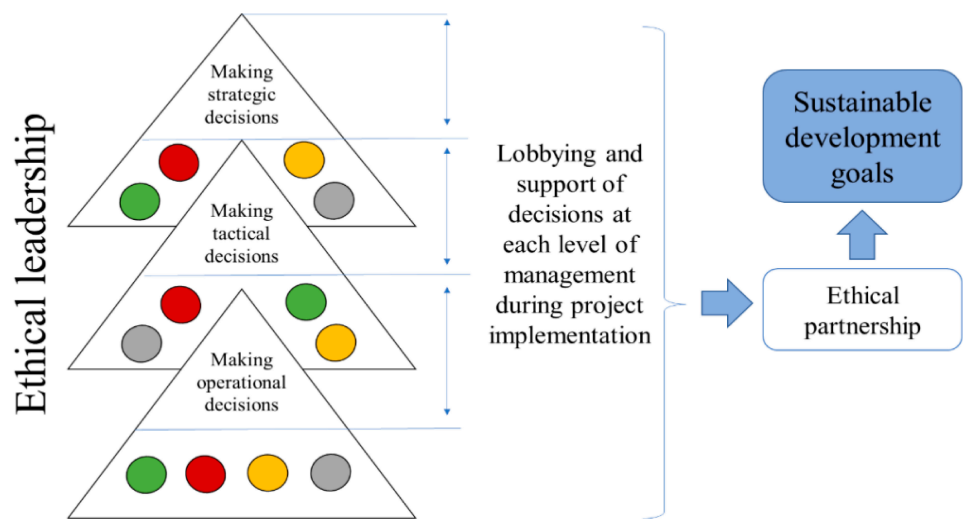 Ethical leadership
Making
strategic
decisions
Making
tactical
decisions
Making
operational
decisions
Lobbying and
support of
decisions at
each level of
management
during project
implementation
Sustainable
development
goals
Ethical
partnership